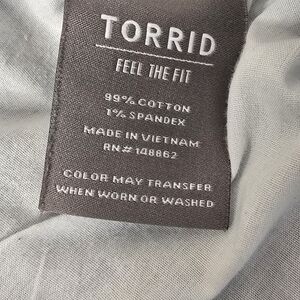 TORRID
FEEL THE FIT
99% COTTON
1% SPANDEX
MADE IN VIETNAM
RN# 148862
COLOR MAY TRANSFER
WHEN WORN OR WASHED